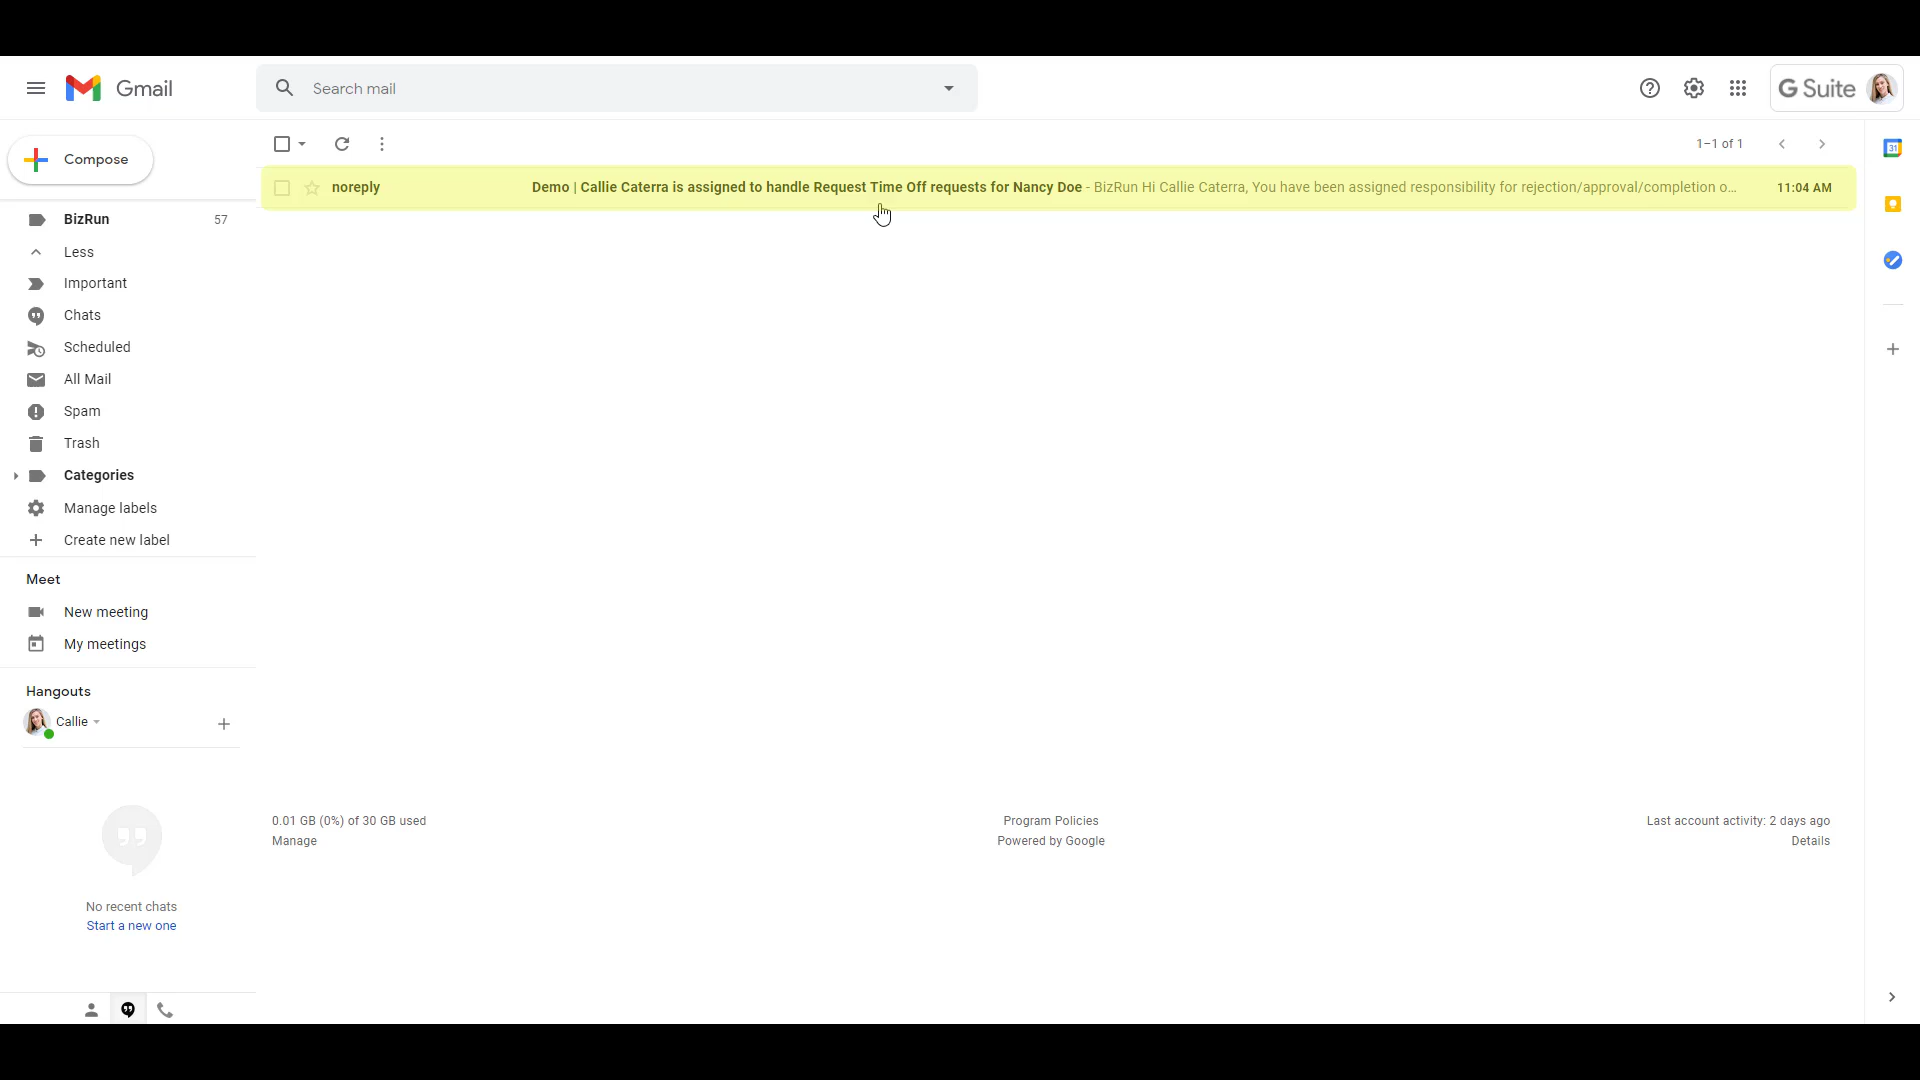 Gmail
Search mail
G Suite
Compose
1–1 of 1
noreply
Demo | Callie Caterra is assigned to handle Request Time Off requests for Nancy Doe - BizRun Hi Callie Caterra, You have been assigned responsibility for rejection/approval/completion o...
11:04 AM
BizRun 57
Less
Important
Chats
Scheduled
All Mail
Spam
Trash
Categories
Manage labels
Create new label
Meet
New meeting
My meetings
Hangouts
Callie
No recent chats
Start a new one
0.01 GB (0%) of 30 GB used
Manage
Program Policies
Powered by Google
Last account activity: 2 days ago
Details
31